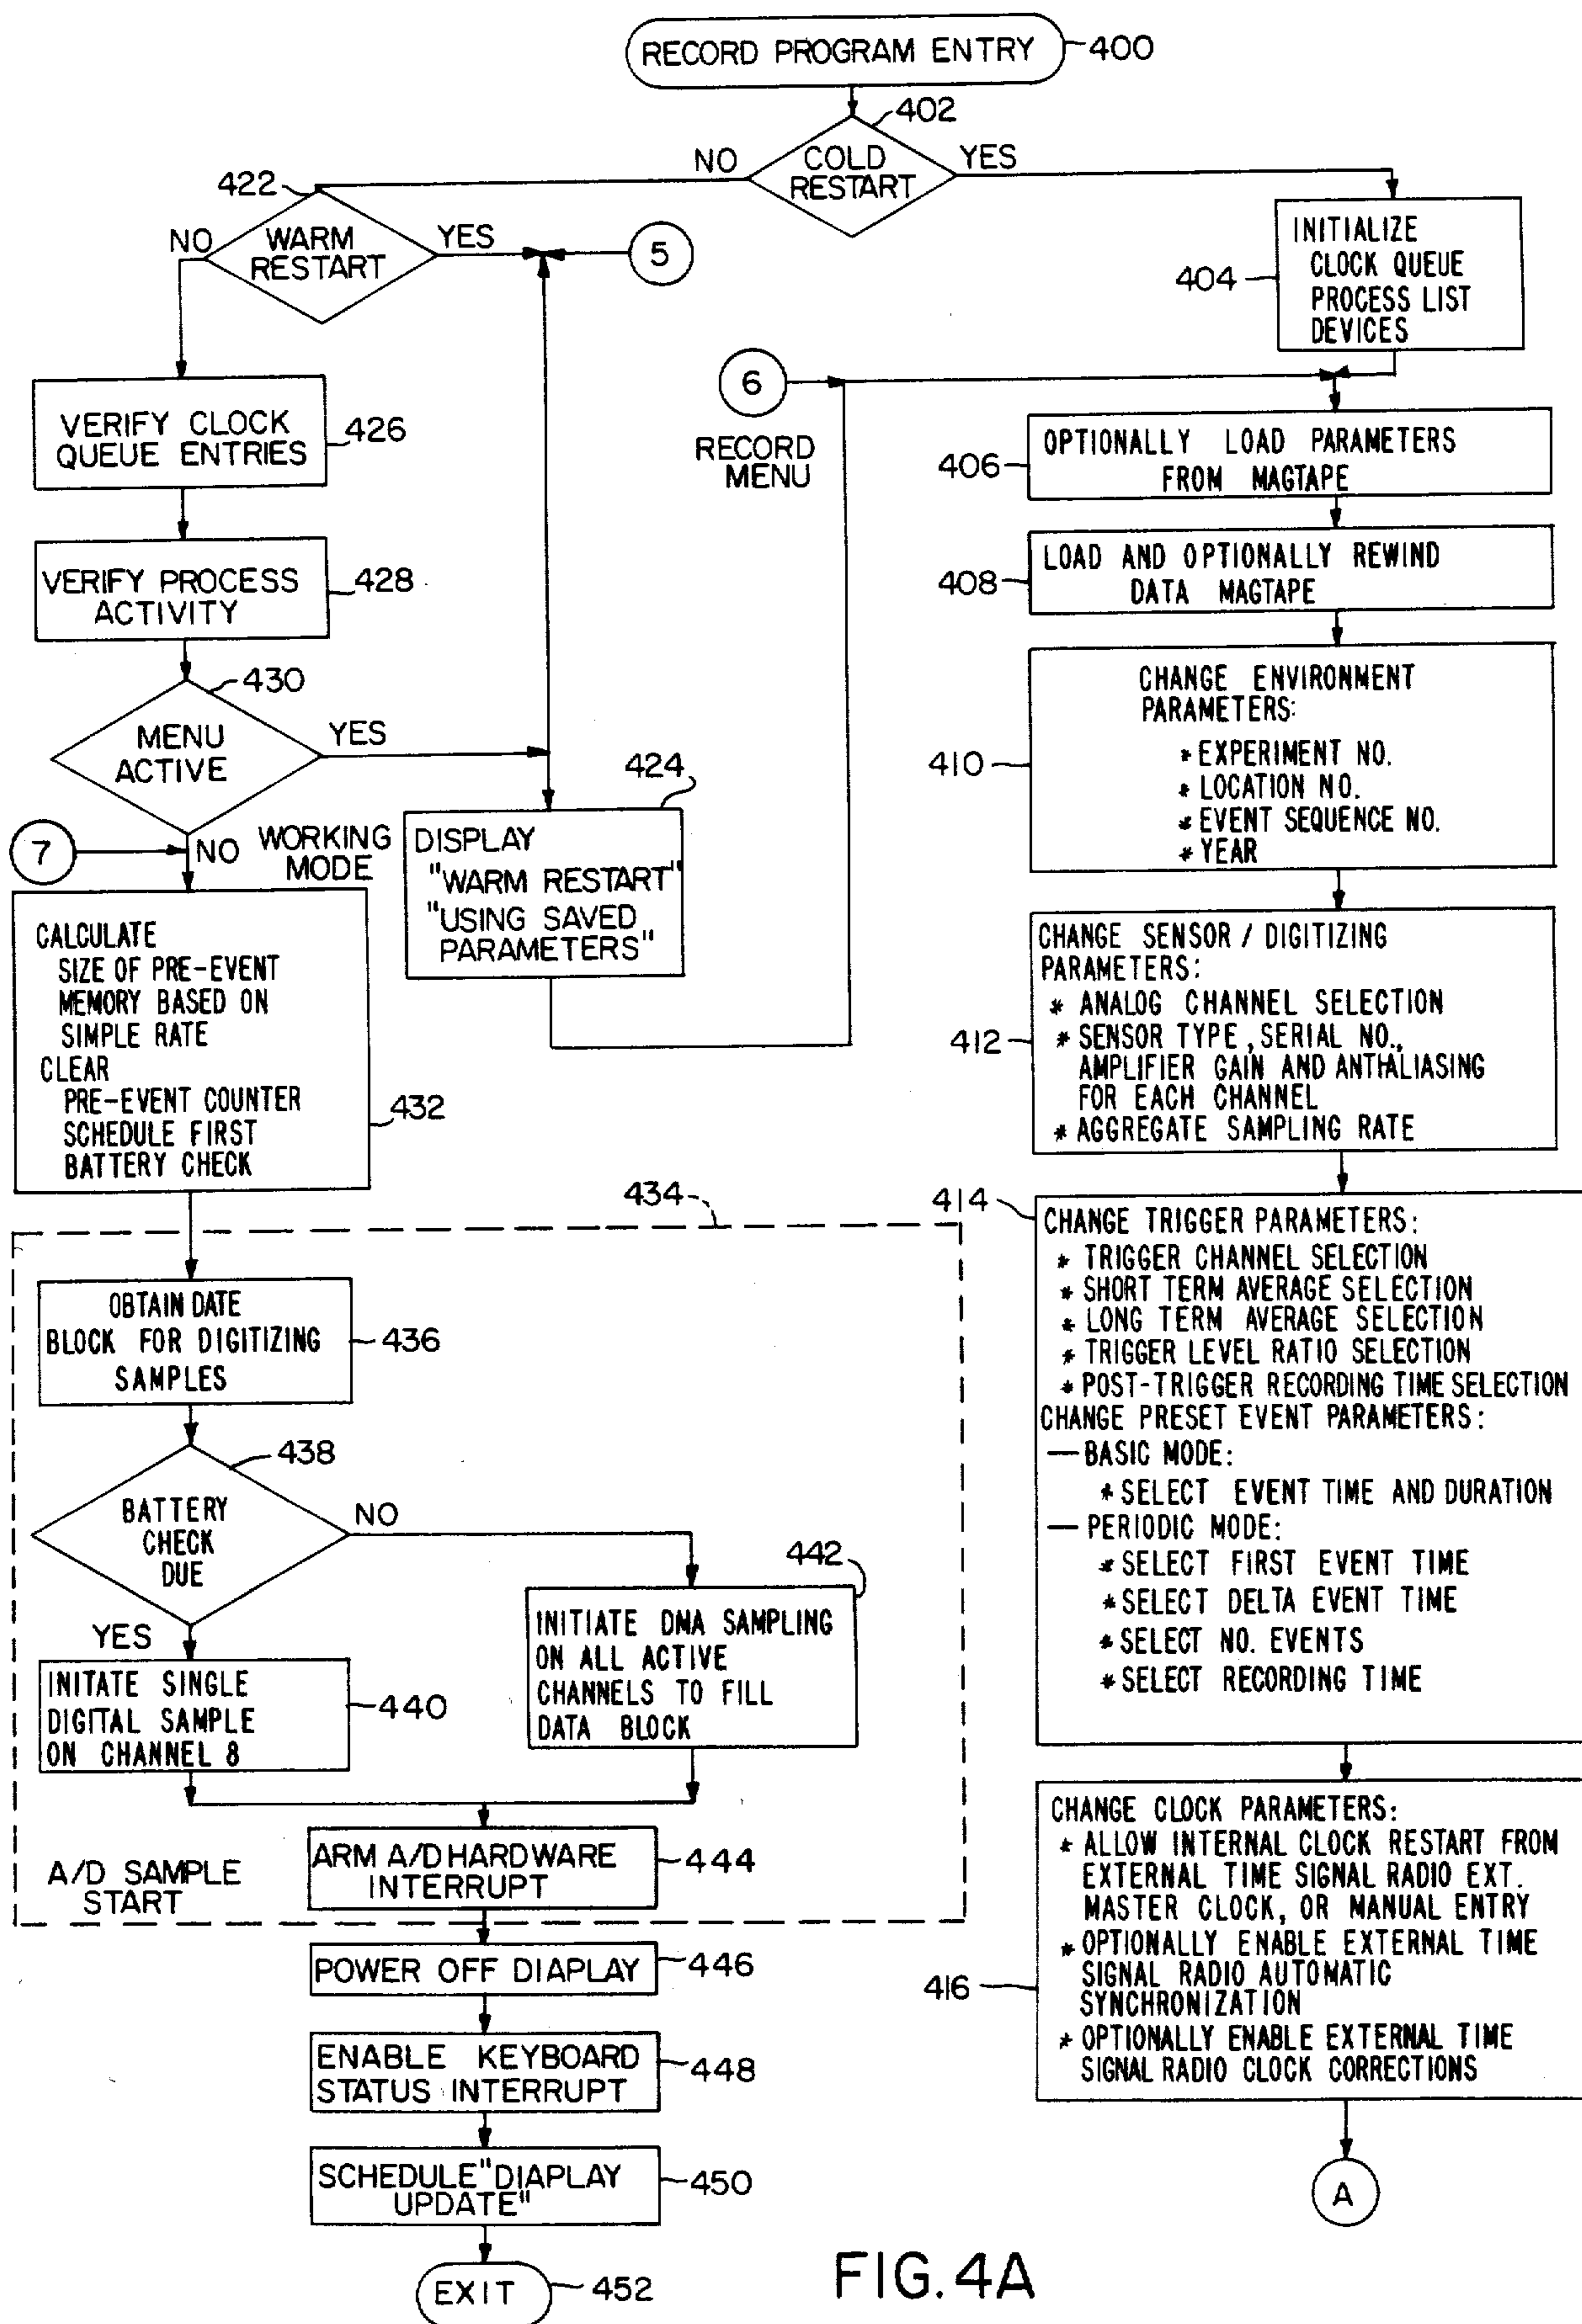 RECORD PROGRAM ENTRY
400
402
COLD
RESTART
NO
YES
422
WARM
RESTART
NO
YES
5
INITIALIZE
CLOCK QUEUE
PROCESS LIST
DEVICES
404
6
RECORD
MENU
VERIFY CLOCK
QUEUE ENTRIES
426
OPTIONALLY LOAD PARAMETERS
FROM MAGTAPE
406
VERIFY PROCESS
ACTIVITY
428
LOAD AND OPTIONALLY REWIND
DATA MAGTAPE
408
430
MENU
ACTIVE
YES
NO
7
WORKING
MODE
424
DISPLAY
"WARM RESTART"
"USING SAVED
PARAMETERS"
CHANGE ENVIRONMENT
PARAMETERS:
* EXPERIMENT NO.
* LOCATION NO.
* EVENT SEQUENCE NO.
* YEAR
410
CALCULATE
SIZE OF PRE-EVENT
MEMORY BASED ON
SIMPLE RATE
CLEAR
PRE-EVENT COUNTER
SCHEDULE FIRST
BATTERY CHECK
432
CHANGE SENSOR / DIGITIZING
PARAMETERS:
* ANALOG CHANNEL SELECTION
* SENSOR TYPE, SERIAL NO.,
AMPLIFIER GAIN AND ANTHALIASING
FOR EACH CHANNEL
* AGGREGATE SAMPLING RATE
412
434
OBTAIN DATE
BLOCK FOR DIGITIZING
SAMPLES
436
438
BATTERY
CHECK
DUE
NO
YES
INITATE SINGLE
DIGITAL SAMPLE
ON CHANNEL 8
440
442
INITIATE DMA SAMPLING
ON ALL ACTIVE
CHANNELS TO FILL
DATA BLOCK
A/D SAMPLE
START
ARM A/D HARDWARE
INTERRUPT
444
414
CHANGE TRIGGER PARAMETERS:
* TRIGGER CHANNEL SELECTION
* SHORT TERM AVERAGE SELECTION
* LONG TERM AVERAGE SELECTION
* TRIGGER LEVEL RATIO SELECTION
* POST-TRIGGER RECORDING TIME SELECTION
CHANGE PRESET EVENT PARAMETERS:
— BASIC MODE:
* SELECT EVENT TIME AND DURATION
— PERIODIC MODE:
* SELECT FIRST EVENT TIME
* SELECT DELTA EVENT TIME
* SELECT NO. EVENTS
* SELECT RECORDING TIME
POWER OFF DIAPLAY
446
ENABLE KEYBOARD
STATUS INTERRUPT
448
SCHEDULE "DIAPLAY
UPDATE"
450
EXIT
452
CHANGE CLOCK PARAMETERS:
* ALLOW INTERNAL CLOCK RESTART FROM
EXTERNAL TIME SIGNAL RADIO EXT.
MASTER CLOCK, OR MANUAL ENTRY
* OPTIONALLY ENABLE EXTERNAL TIME
SIGNAL RADIO AUTOMATIC
SYNCHRONIZATION
* OPTIONALLY ENABLE EXTERNAL TIME
SIGNAL RADIO CLOCK CORRECTIONS
416
A
FIG. 4A